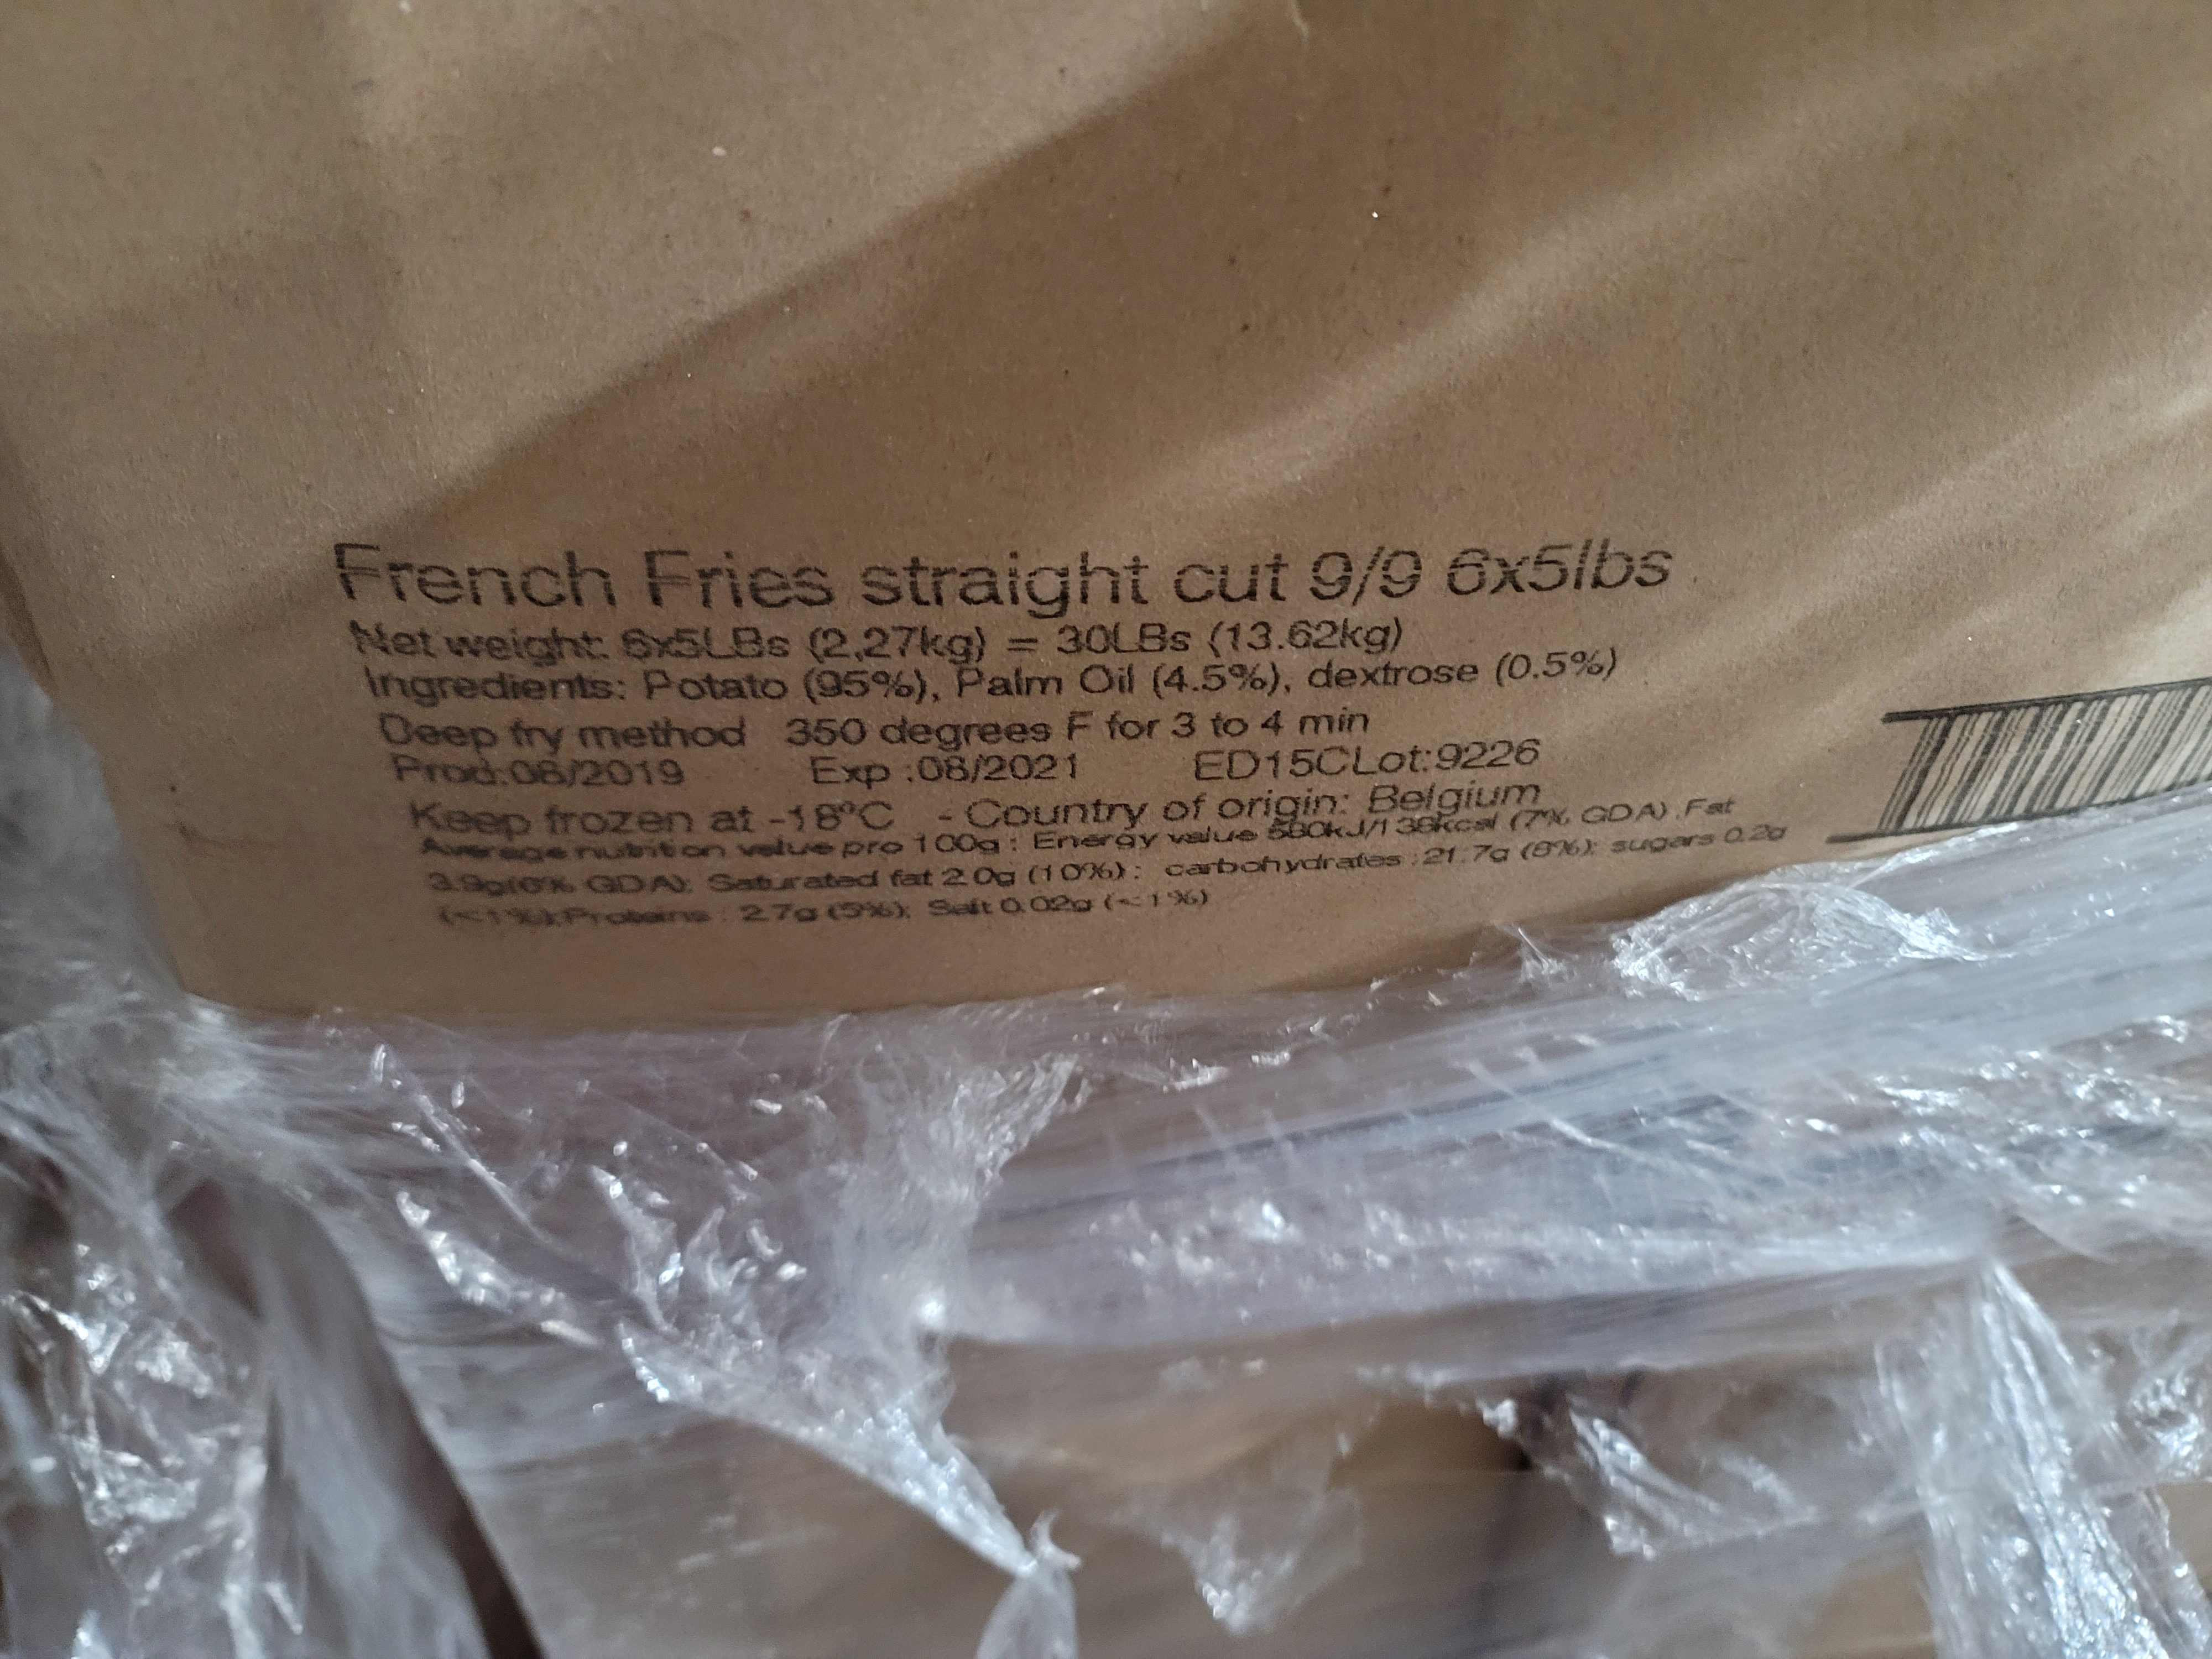 French Fries straight cut 9/9 6x5lbs
Net weight: 6x5LBs (2,27kg) = 30LBs (13.62kg)
Ingredients: Potato (95%), Palm Oil (4.5%), dextrose (0.5%)
Deep fry method 350 degrees F for 3 to 4 min
Prod:08/2019 Exp :08/2021 ED15CLot:9226
Keep frozen at -18°C - Country of origin: Belgium
Average nutrition value pro 100g : Energy value 580kJ/138kcal (7% GDA) .Fat
3.9g(6% GDA); Saturated fat 2.0g (10%) ; carbohydrates :21.7g (8%); sugars 0.2g
(<1%);Proteins : 2.7g (5%); Salt 0.02g (<1%)